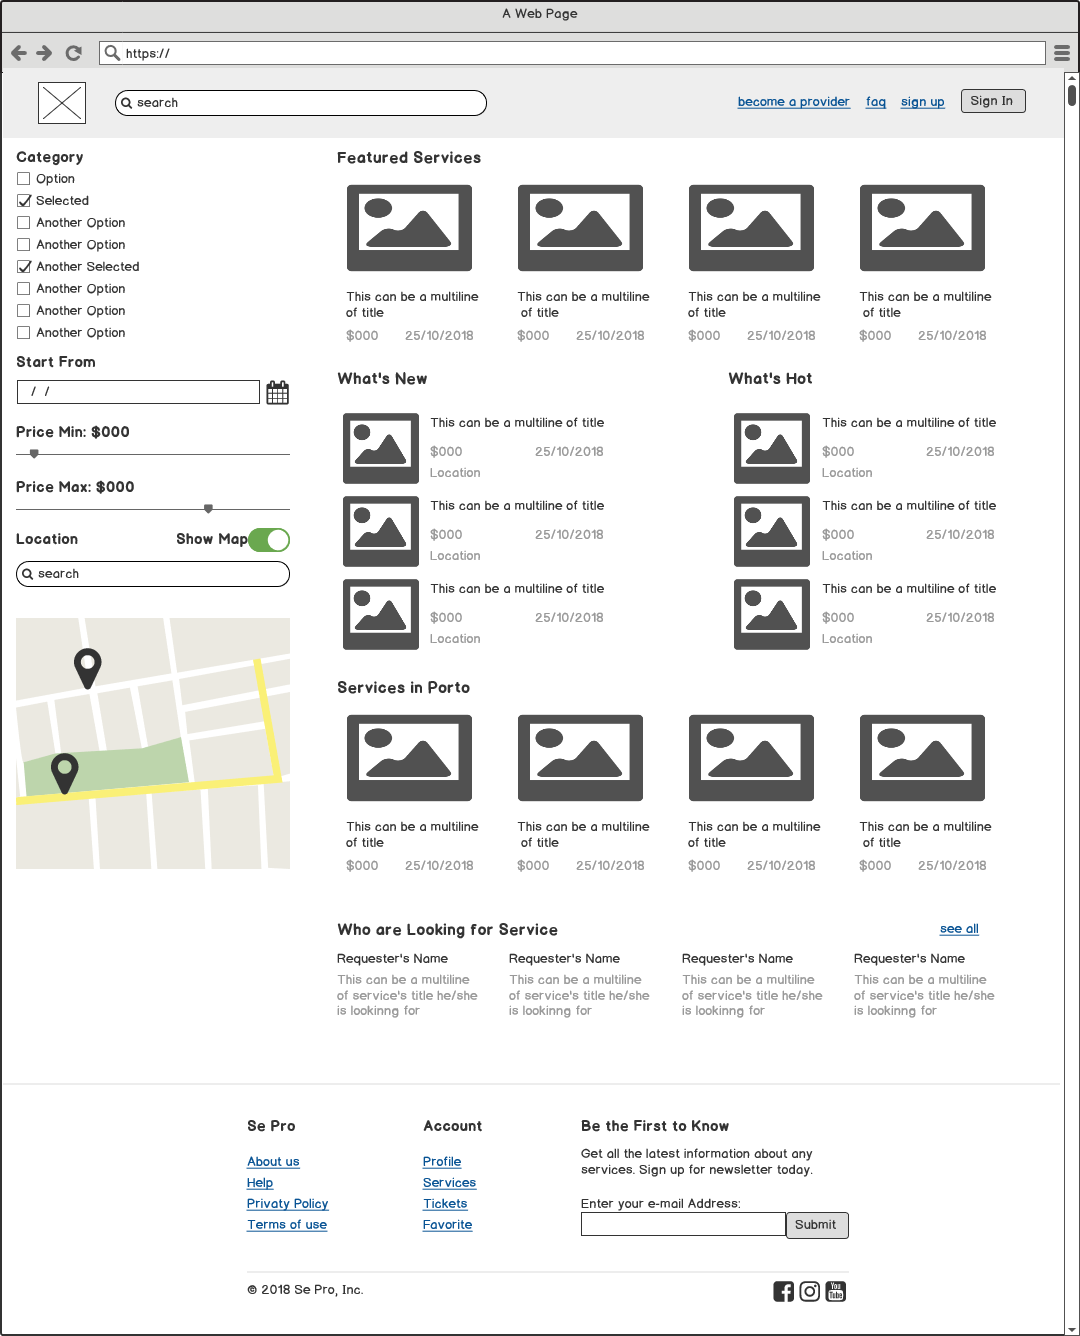 A Web Page
https://
search
become a provider faq sign up Sign In
Category
Option
Selected
Another Option
Another Option
Another Selected
Another Option
Another Option
Another Option
Start From
/ /
Price Min: $000
Price Max: $000
Location Show Map
search
Featured Services
This can be a multiline
of title
$000 25/10/2018
This can be a multiline
of title
$000 25/10/2018
This can be a multiline
of title
$000 25/10/2018
This can be a multiline
of title
$000 25/10/2018
What's New
This can be a multiline of title
$000 25/10/2018
Location
This can be a multiline of title
$000 25/10/2018
Location
This can be a multiline of title
$000 25/10/2018
Location
What's Hot
This can be a multiline of title
$000 25/10/2018
Location
This can be a multiline of title
$000 25/10/2018
Location
This can be a multiline of title
$000 25/10/2018
Location
Services in Porto
This can be a multiline
of title
$000 25/10/2018
This can be a multiline
of title
$000 25/10/2018
This can be a multiline
of title
$000 25/10/2018
This can be a multiline
of title
$000 25/10/2018
Who are Looking for Service see all
Requester's Name
This can be a multiline
of service's title he/she
is lookinng for
Requester's Name
This can be a multiline
of service's title he/she
is lookinng for
Requester's Name
This can be a multiline
of service's title he/she
is lookinng for
Requester's Name
This can be a multiline
of service's title he/she
is lookinng for
Se Pro
About us
Help
Privaty Policy
Terms of use
Account
Profile
Services
Tickets
Favorite
Be the First to Know
Get all the latest information about any
services. Sign up for newsletter today.
Enter your e-mail Address:
Submit
© 2018 Se Pro, Inc.
You
Tube